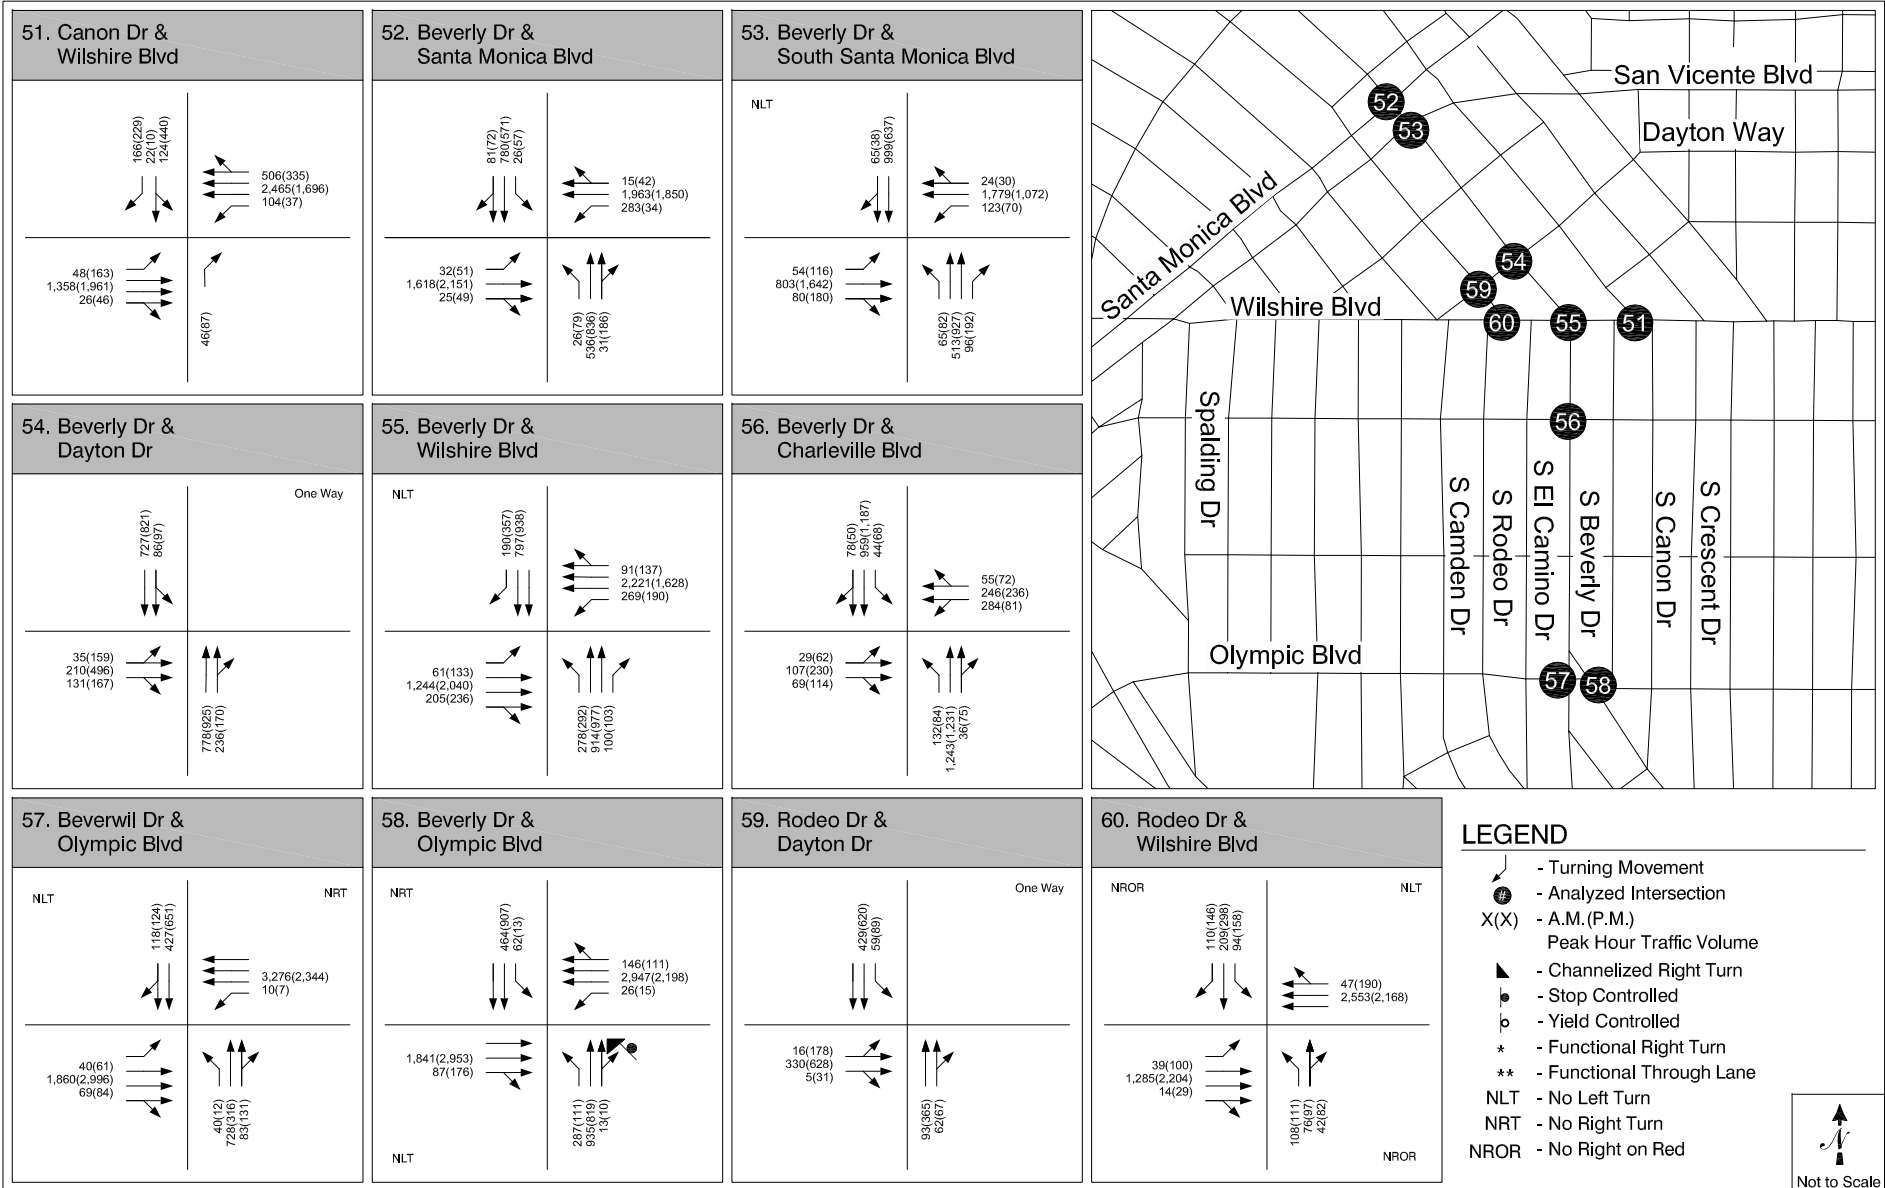 51. Canon Dr &
Wilshire Blvd
166(229)
22(10)
124(440)
506(335)
2,465(1,696)
104(37)
48(163)
1,358(1,961)
26(46)
46(87)
52. Beverly Dr &
Santa Monica Blvd
81(72)
780(571)
26(57)
15(42)
1,963(1,850)
283(34)
32(51)
1,618(2,151)
25(49)
26(79)
536(836)
31(186)
53. Beverly Dr &
South Santa Monica Blvd
NLT
65(38)
999(637)
24(30)
1,779(1,072)
123(70)
54(116)
803(1,642)
80(180)
65(82)
513(927)
96(192)
54. Beverly Dr &
Dayton Dr
One Way
727(821)
86(97)
35(159)
210(496)
131(167)
778(925)
236(170)
55. Beverly Dr &
Wilshire Blvd
NLT
190(357)
797(938)
91(137)
2,221(1,628)
269(190)
61(133)
1,244(2,040)
205(236)
278(292)
914(977)
100(103)
56. Beverly Dr &
Charleville Blvd
78(50)
959(1,187)
44(68)
55(72)
246(236)
284(81)
29(62)
107(230)
69(114)
132(84)
1,243(1,231)
36(75)
57. Beverwil Dr &
Olympic Blvd
NLT
NRT
118(124)
427(651)
3,276(2,344)
10(7)
40(61)
1,860(2,996)
69(84)
40(12)
728(316)
83(131)
58. Beverly Dr &
Olympic Blvd
NRT
464(907)
62(13)
146(111)
2,947(2,198)
26(15)
1,841(2,953)
87(176)
287(111)
935(819)
13(10)
NLT
59. Rodeo Dr &
Dayton Dr
One Way
429(620)
59(89)
16(178)
330(628)
5(31)
93(365)
62(67)
60. Rodeo Dr &
Wilshire Blvd
NROR
NLT
110(146)
209(298)
94(158)
47(190)
2,553(2,168)
39(100)
1,285(2,204)
14(29)
108(111)
76(97)
42(82)
NROR
San Vicente Blvd
Dayton Way
Santa Monica Blvd
Wilshire Blvd
Olympic Blvd
Spalding Dr
S Camden Dr
S Rodeo Dr
S El Camino Dr
S Beverly Dr
S Canon Dr
S Crescent Dr
52
53
54
59
60
55
51
56
57
58
LEGEND
- Turning Movement
# - Analyzed Intersection
X(X) - A.M.(P.M.)
Peak Hour Traffic Volume
- Channelized Right Turn
- Stop Controlled
- Yield Controlled
* - Functional Right Turn
** - Functional Through Lane
NLT - No Left Turn
NRT - No Right Turn
NROR - No Right on Red
N
Not to Scale